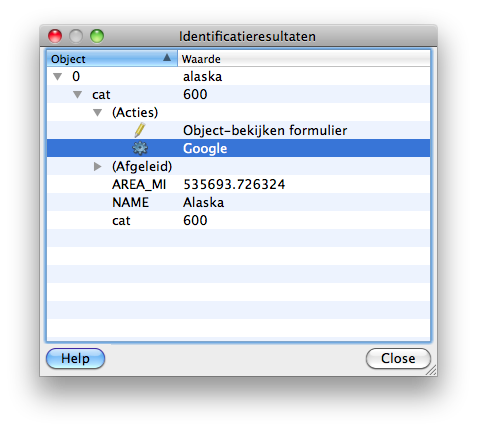 Identificatieresultaten
Object Waarde
0 alaska
cat 600
(Acties)
Object-bekijken formulier
Google
(Afgeleid)
AREA_MI 535693.726324
NAME Alaska
cat 600
Help Close